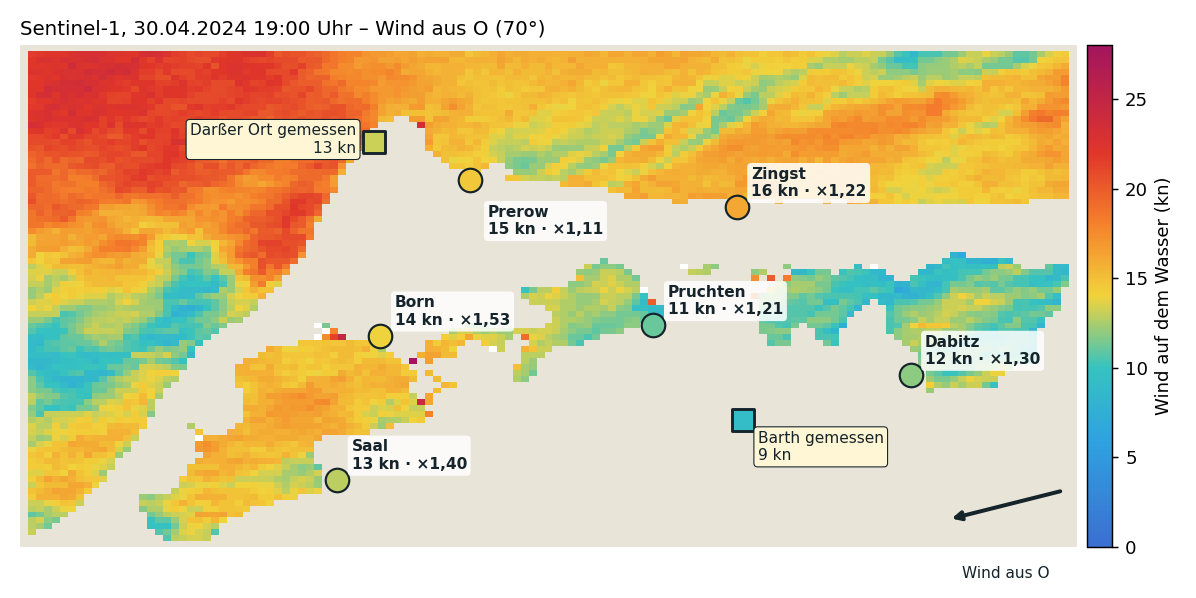 Sentinel-1, 30.04.2024 19:00 Uhr – Wind aus O (70°)
Darßer Ort gemessen
13 kn
Zingst
16 kn · ×1,22
Prerow
15 kn · ×1,11
Born
14 kn · ×1,53
Pruchten
11 kn · ×1,21
Dabitz
12 kn · ×1,30
Saal
13 kn · ×1,40
Barth gemessen
9 kn
Wind aus O
25
20
15
10
5
0
Wind auf dem Wasser (kn)